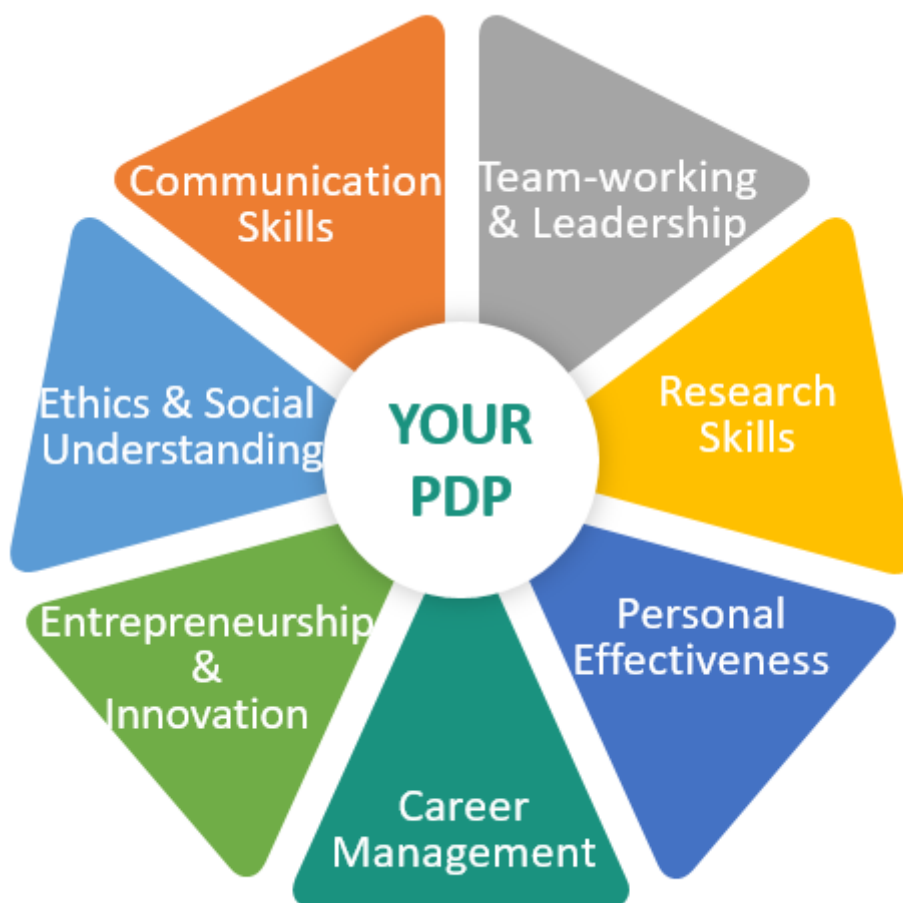 Communication
Skills
Team-working
& Leadership
Research
Skills
Personal
Effectiveness
Career
Management
Entrepreneurship
&
Innovation
Ethics & Social
Understanding
YOUR
PDP